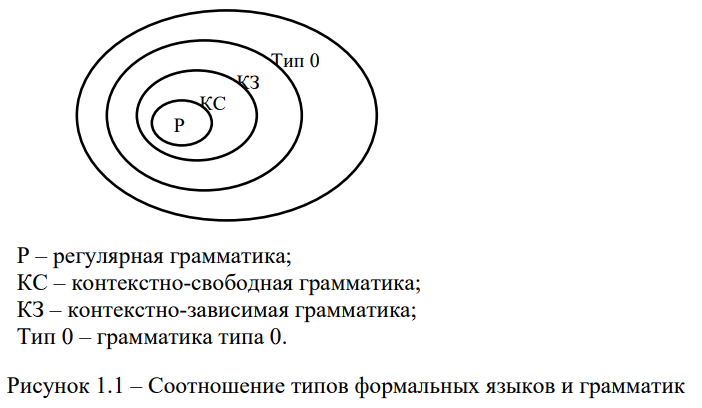 Тип 0
КЗ
КС
Р
Р – регулярная грамматика;
КС – контекстно-свободная грамматика;
КЗ – контекстно-зависимая грамматика;
Тип 0 – грамматика типа 0.
Рисунок 1.1 – Соотношение типов формальных языков и грамматик